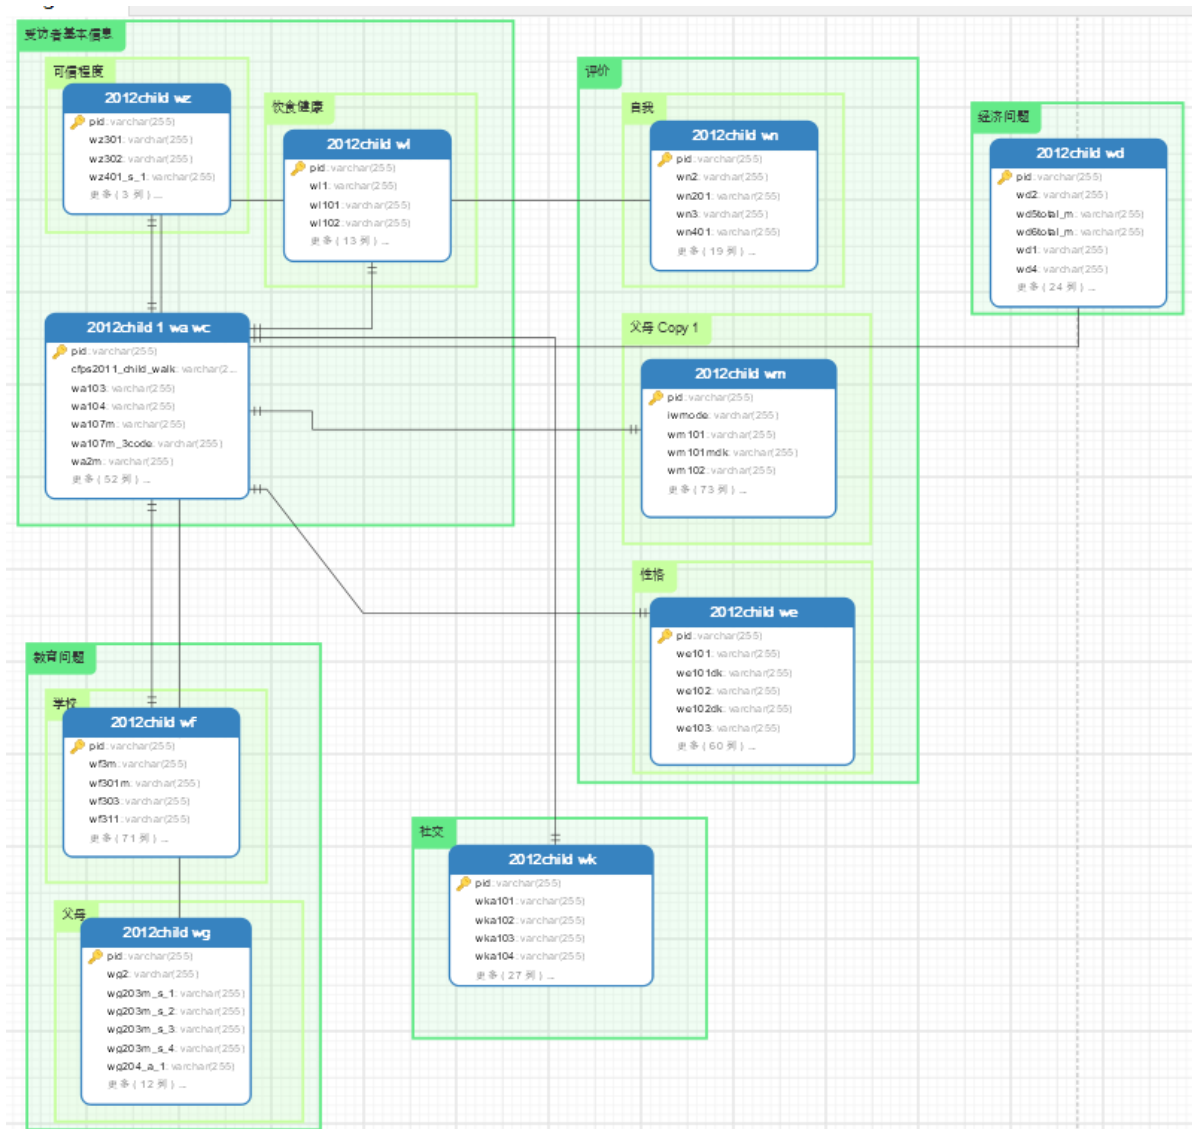 受访者基本信息
可信程度
2012child wz
pid: varchar(255)
wz301: varchar(255)
wz302: varchar(255)
wz401_s_1: varchar(255)
更多 ( 3 列 ) ...
饮食健康
2012child wl
pid: varchar(255)
wl1: varchar(255)
wl101: varchar(255)
wl102: varchar(255)
更多 ( 13 列 ) ...
2012child 1 wa wc
pid: varchar(255)
cfps2011_child_walk: varchar(2...
wa103: varchar(255)
wa104: varchar(255)
wa107m: varchar(255)
wa107m_3code: varchar(255)
wa2m: varchar(255)
更多 ( 52 列 ) ...
评价
自我
2012child wn
pid: varchar(255)
wn2: varchar(255)
wn201: varchar(255)
wn3: varchar(255)
wn401: varchar(255)
更多 ( 19 列 ) ...
父母 Copy 1
2012child wm
pid: varchar(255)
iwmode: varchar(255)
wm101: varchar(255)
wm101mdk: varchar(255)
wm102: varchar(255)
更多 ( 73 列 ) ...
性格
2012child we
pid: varchar(255)
we101: varchar(255)
we101dk: varchar(255)
we102: varchar(255)
we102dk: varchar(255)
we103: varchar(255)
更多 ( 60 列 ) ...
经济问题
2012child wd
pid: varchar(255)
wd2: varchar(255)
wd5total_m: varchar(255)
wd6total_m: varchar(255)
wd1: varchar(255)
wd4: varchar(255)
更多 ( 24 列 ) ...
教育问题
学校
2012child wf
pid: varchar(255)
wf3m: varchar(255)
wf301m: varchar(255)
wf303: varchar(255)
wf311: varchar(255)
更多 ( 71 列 ) ...
父母
2012child wg
pid: varchar(255)
wg2: varchar(255)
wg203m_s_1: varchar(255)
wg203m_s_2: varchar(255)
wg203m_s_3: varchar(255)
wg203m_s_4: varchar(255)
wg204_a_1: varchar(255)
更多 ( 12 列 ) ...
社交
2012child wk
pid: varchar(255)
wka101: varchar(255)
wka102: varchar(255)
wka103: varchar(255)
wka104: varchar(255)
更多 ( 27 列 ) ...